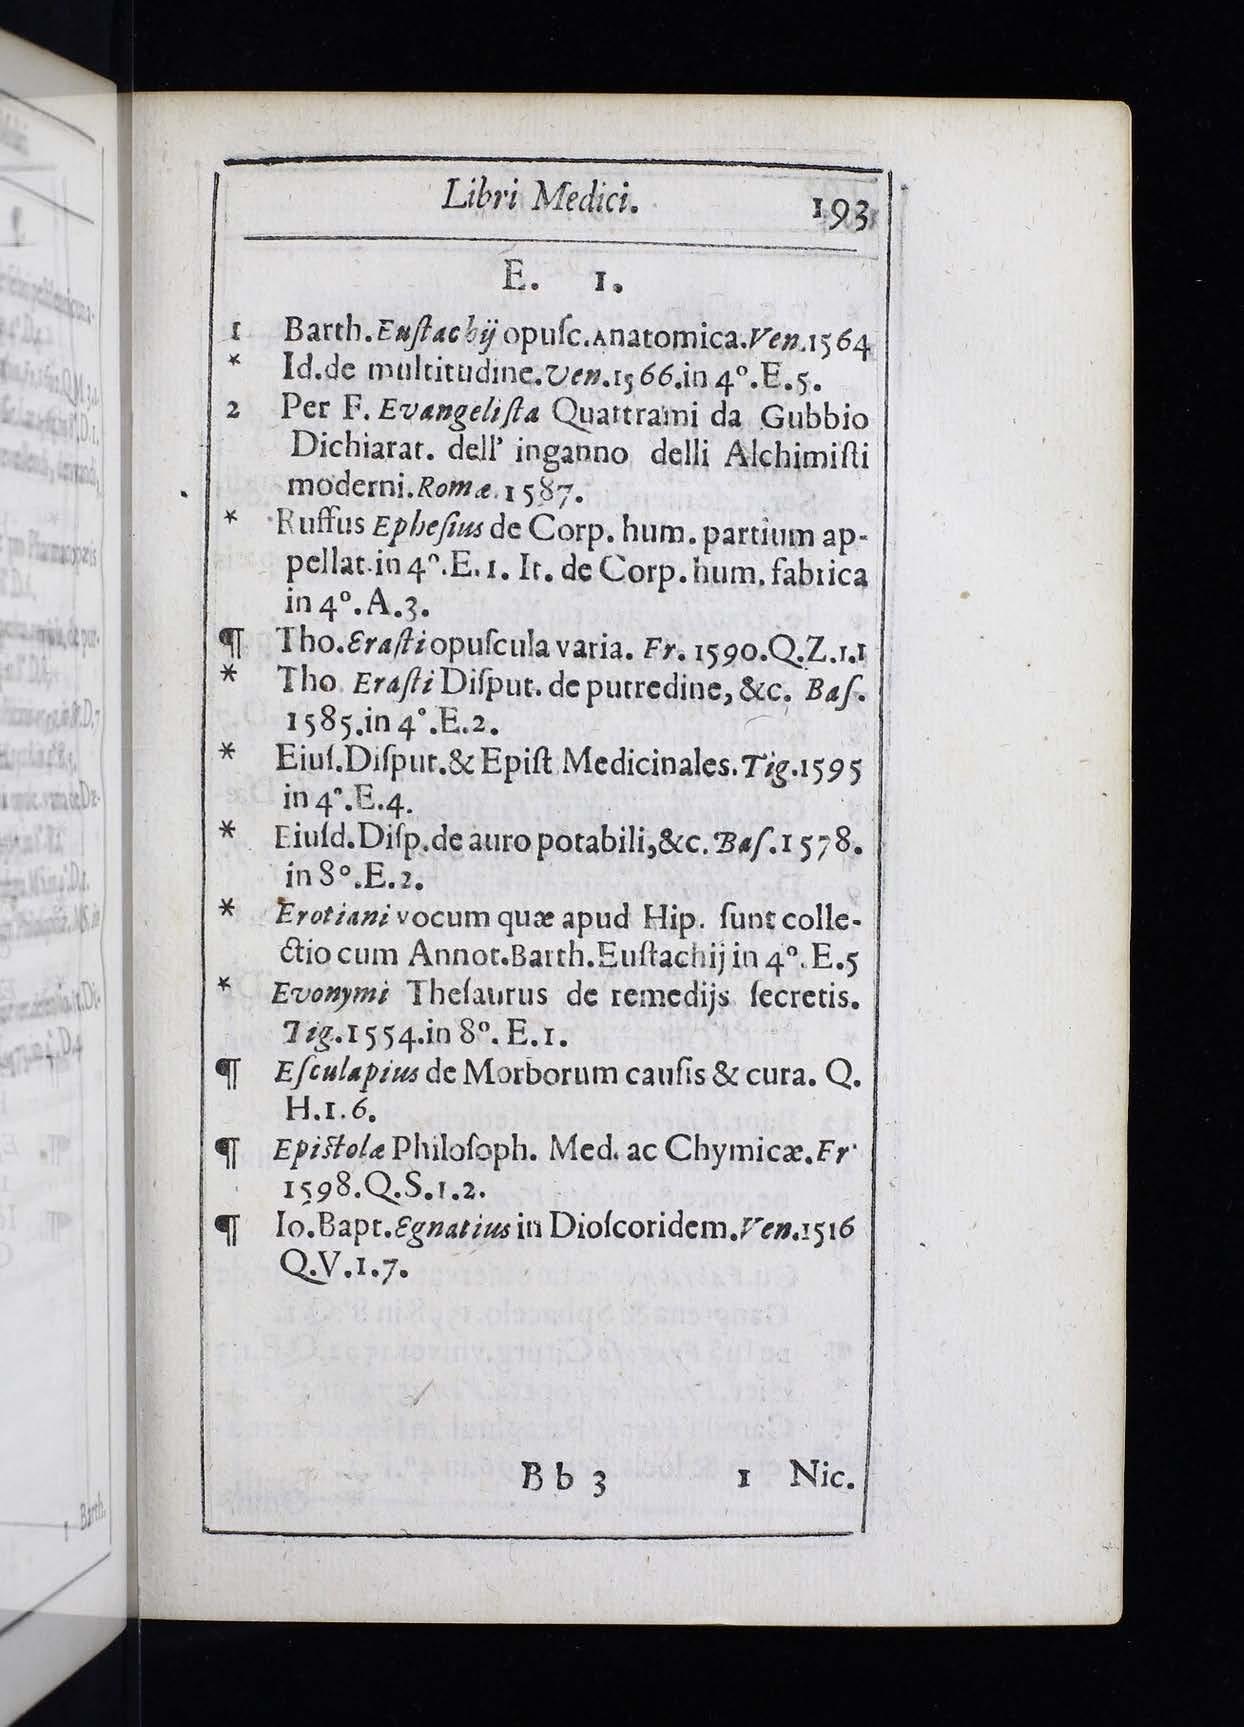 Libri Medici. 193
E. 1.
1 Barth. Euſtachij opuſc. Anatomica. Ven. 1564
* Id. de multitudine. Ven. 1566. in 4°. E. 5.
2 Per F. Evangeliſta Quattrami da Gubbio
Dichiarat. dell' inganno delli Alchimiſti
moderni. Romæ. 1587.
* Ruffus Epheſius de Corp. hum. partium ap-
pellat. in 4°. E. 1. It. de Corp. hum. fabrica
in 4°. A. 3.
¶ Tho. Eraſti opuſcula varia. Fr. 1590. Q. Z. 1. 1
* Tho Eraſti Diſput. de putredine, &c. Baſ.
1585. in 4°. E. 2.
* Eiuſ. Diſput. & Epiſt Medicinales. Tig. 1595
in 4°. E. 4.
* Eiuſd. Diſp. de auro potabili, &c. Baſ. 1578.
in 8°. E. 2.
* Erotiani vocum quæ apud Hip. ſunt colle-
ctio cum Annot. Barth. Euſtachij in 4°. E. 5
* Evonymi Theſaurus de remedijs ſecretis.
Tig. 1554. in 8°. E. 1.
¶ Eſculapius de Morborum cauſis & cura. Q.
H. 1. 6.
¶ Epiſtolæ Philoſoph. Med. ac Chymicæ. Fr·
1598. Q. S. 1. 2.
¶ Io. Bapt. Egnatius in Dioſcoridem. Ven. 1516
Q. V. 1. 7.
B b 3 1 Nic.
1 Barth.